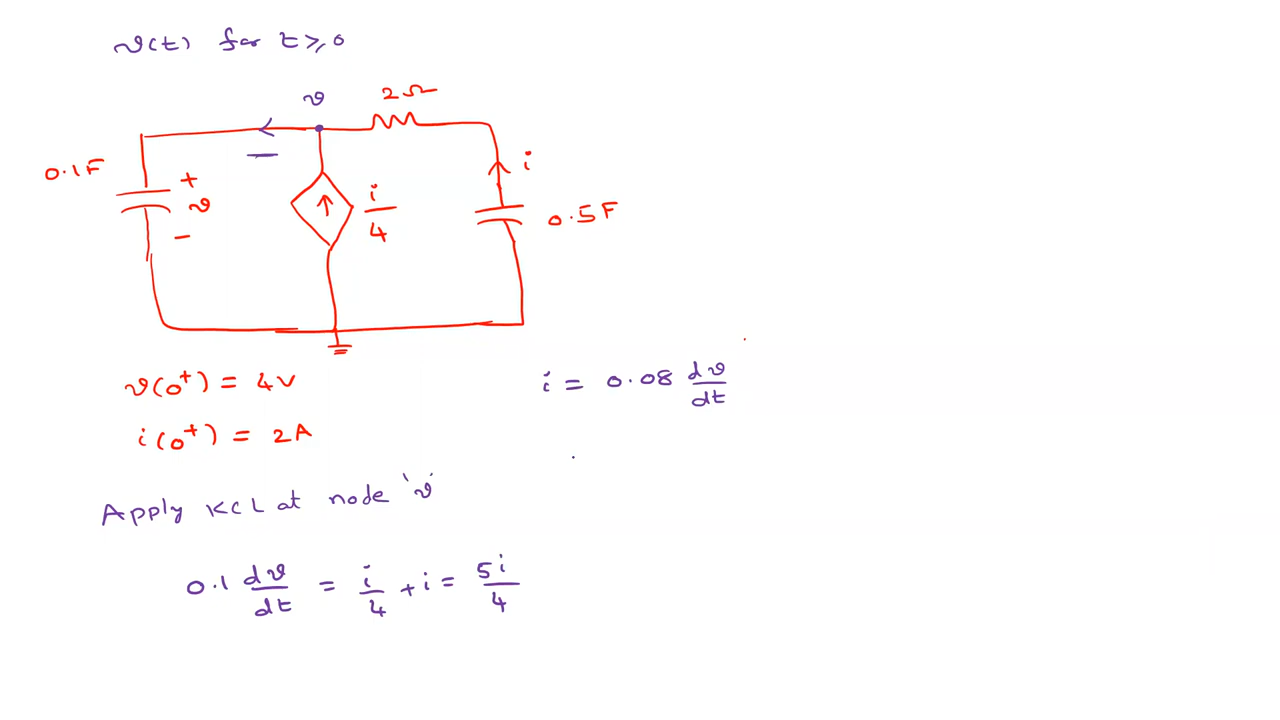 v(t) for t ≥ 0
v
2Ω
0.1F
+
v
−
i/4
i
0.5F
v(0⁺) = 4V
i = 0.08 dv/dt
i(0⁺) = 2A
Apply KCL at node 'v'
0.1 dv/dt = i/4 + i = 5i/4